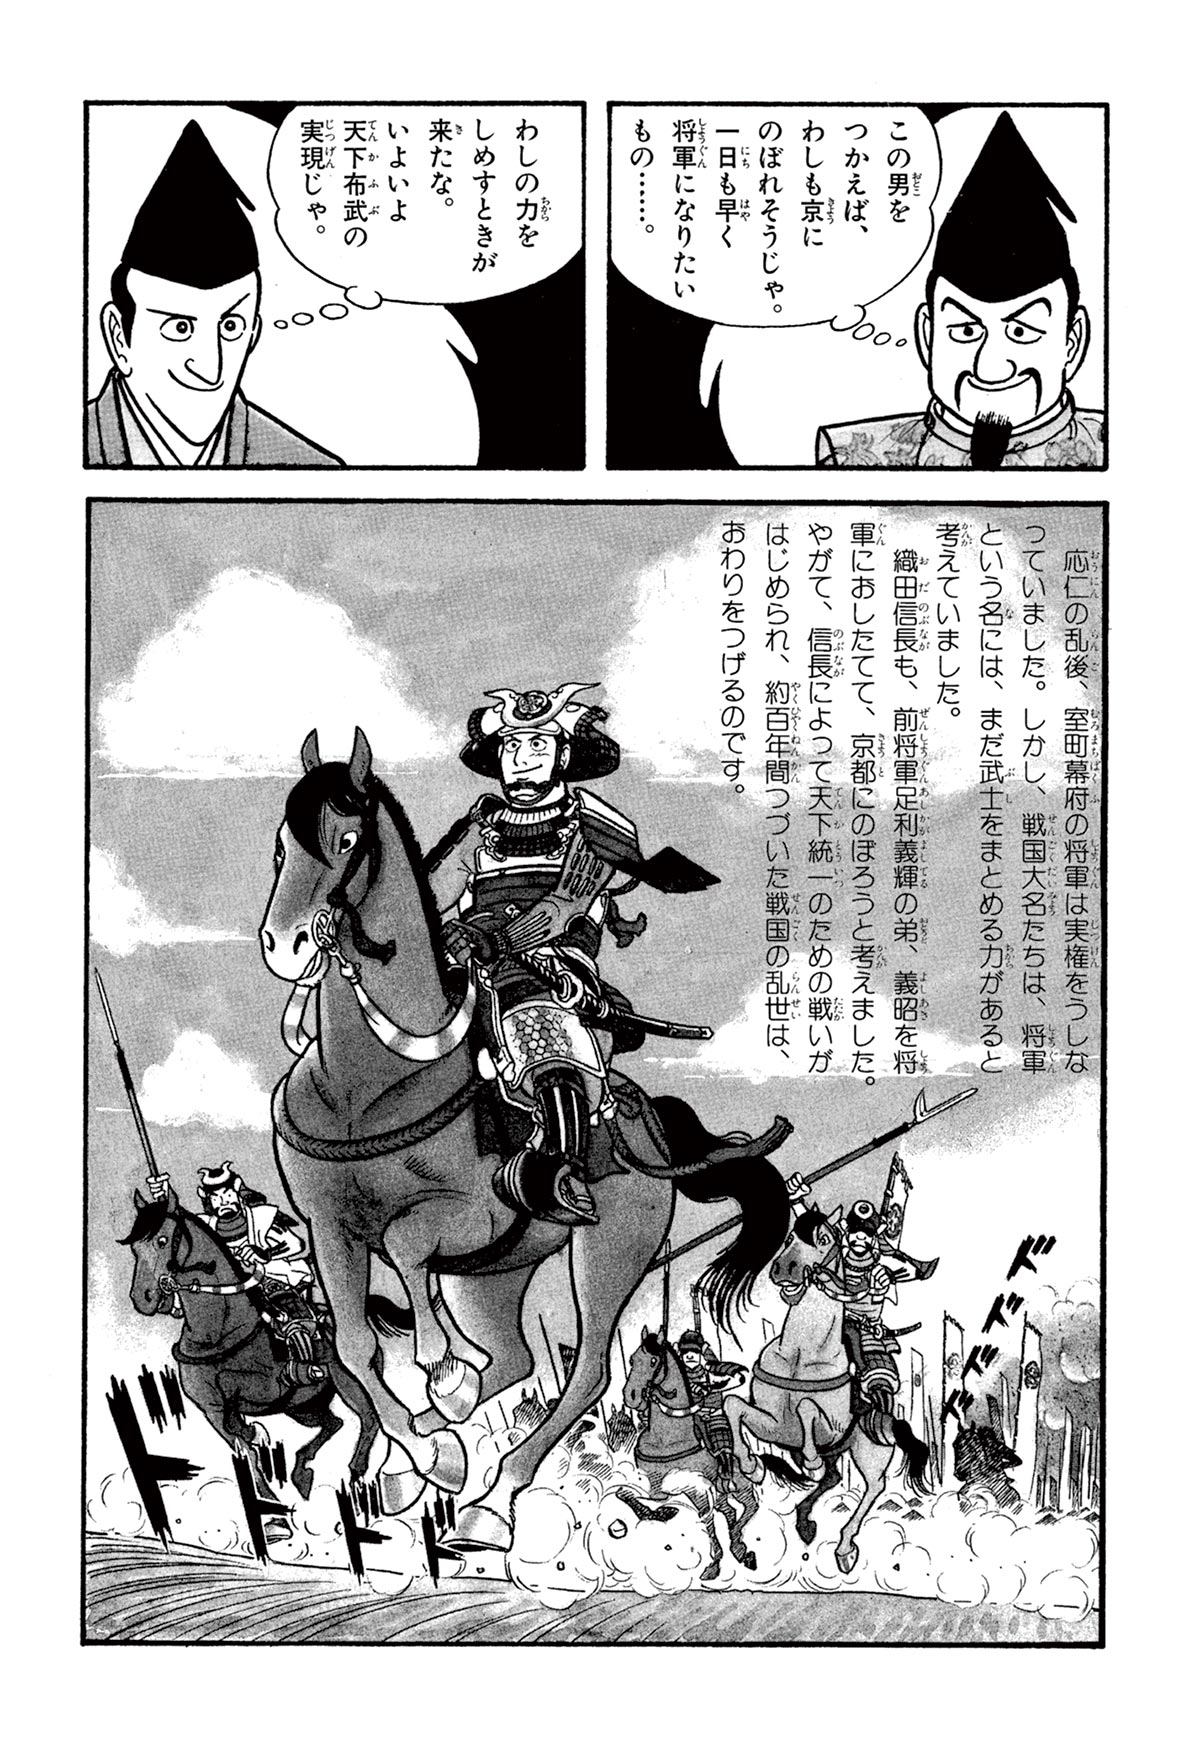 この男を
つかえば、
わしも京に
のぼれそうじゃ。
一日も早く
将軍になりたい
もの……。
わしの力を
しめすときが
来たな。
いよいよ
天下布武の
実現じゃ。
応仁の乱後、室町幕府の将軍は実権をうしな
っていました。しかし、戦国大名たちは、将軍
という名には、まだ武士をまとめる力があると
考えていました。
織田信長も、前将軍足利義輝の弟、義昭を将
軍におしたてて、京都にのぼろうと考えました。
やがて、信長によって天下統一のための戦いが
はじめられ、約百年間つづいた戦国の乱世は、
おわりをつげるのです。
ドドド
ドドドド